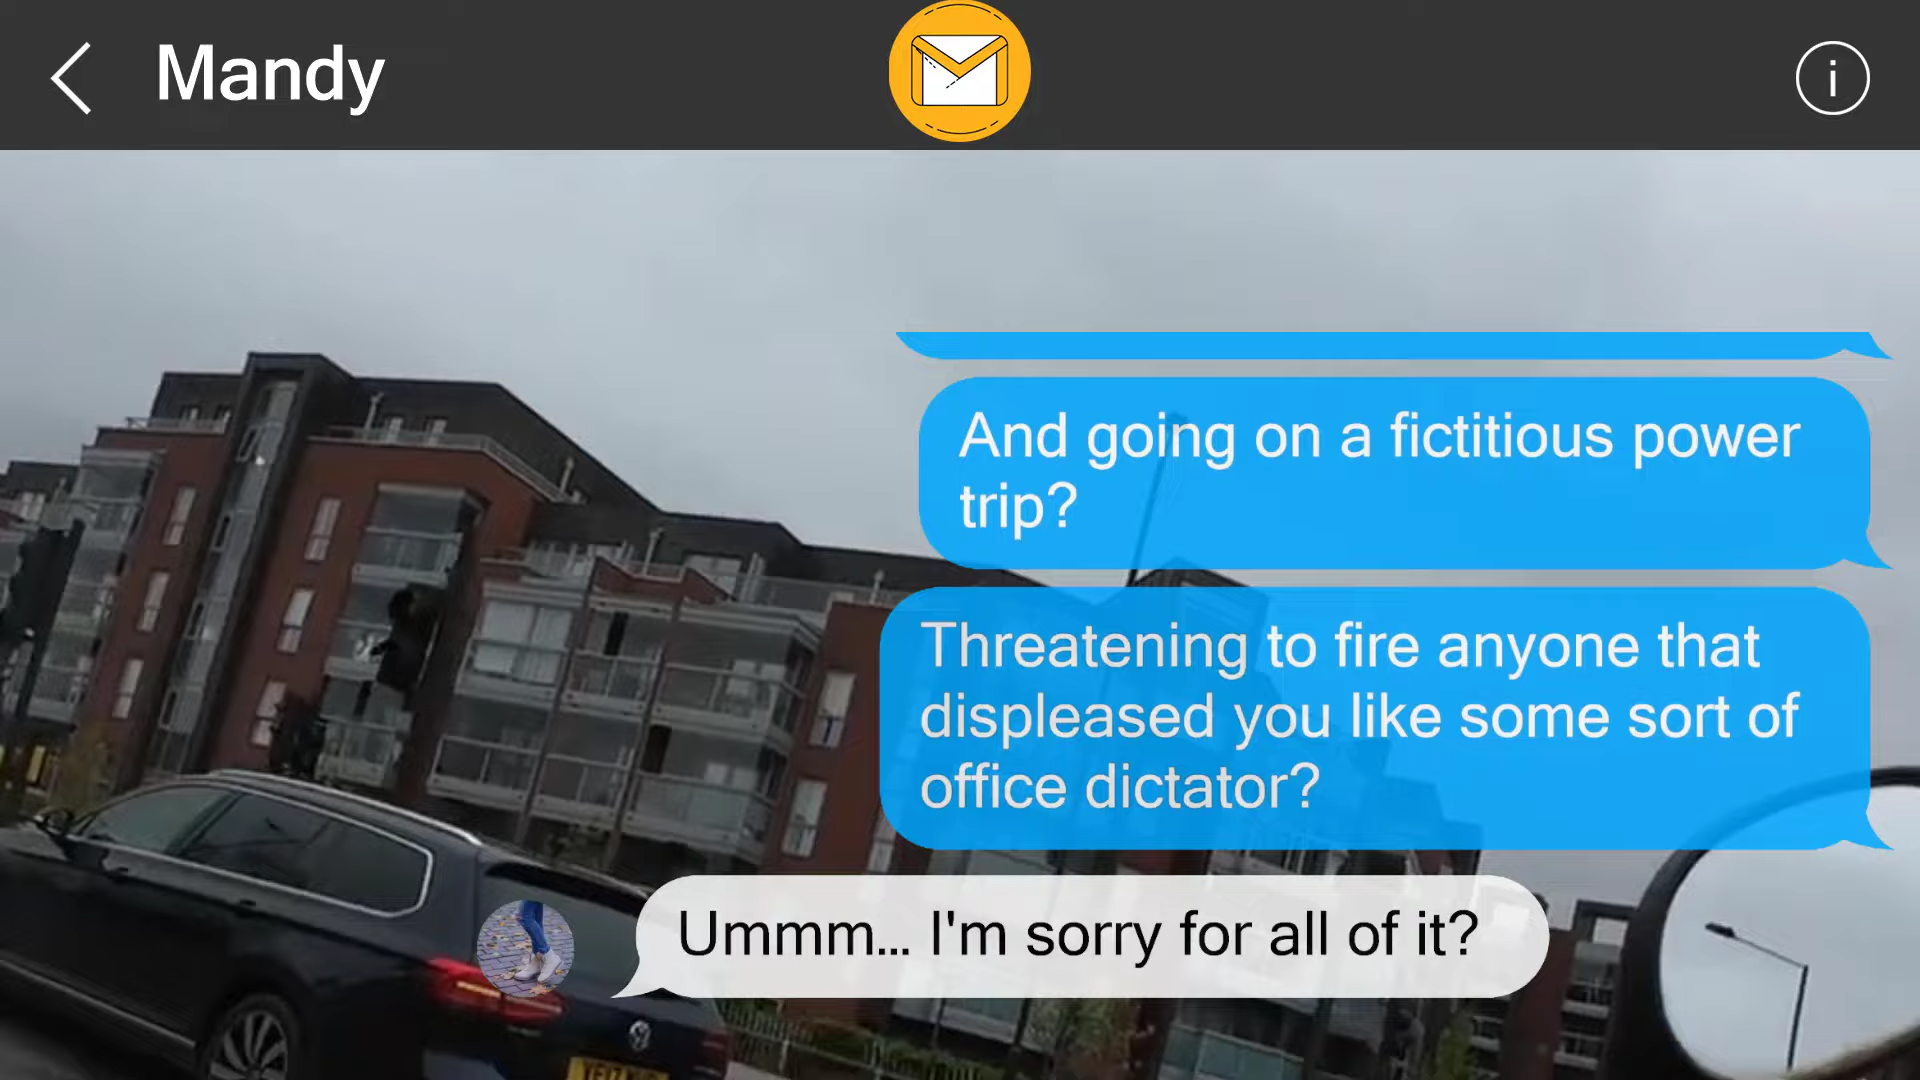 Mandy
And going on a fictitious power
trip?
Threatening to fire anyone that
displeased you like some sort of
office dictator?
Ummm... I'm sorry for all of it?